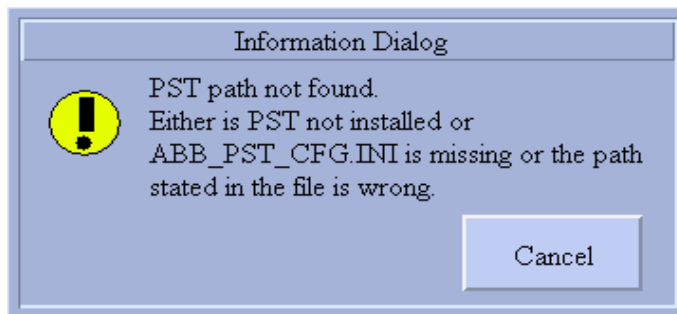 Information Dialog
PST path not found.
Either is PST not installed or
ABB_PST_CFG.INI is missing or the path
stated in the file is wrong.
Cancel